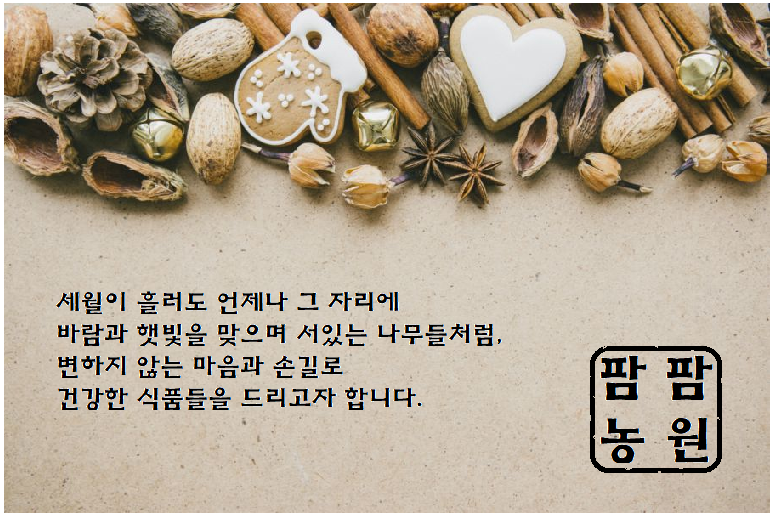 세월이 흘러도 언제나 그 자리에
바람과 햇빛을 맞으며 서있는 나무들처럼,
변하지 않는 마음과 손길로
건강한 식품들을 드리고자 합니다.
팜팜
농원